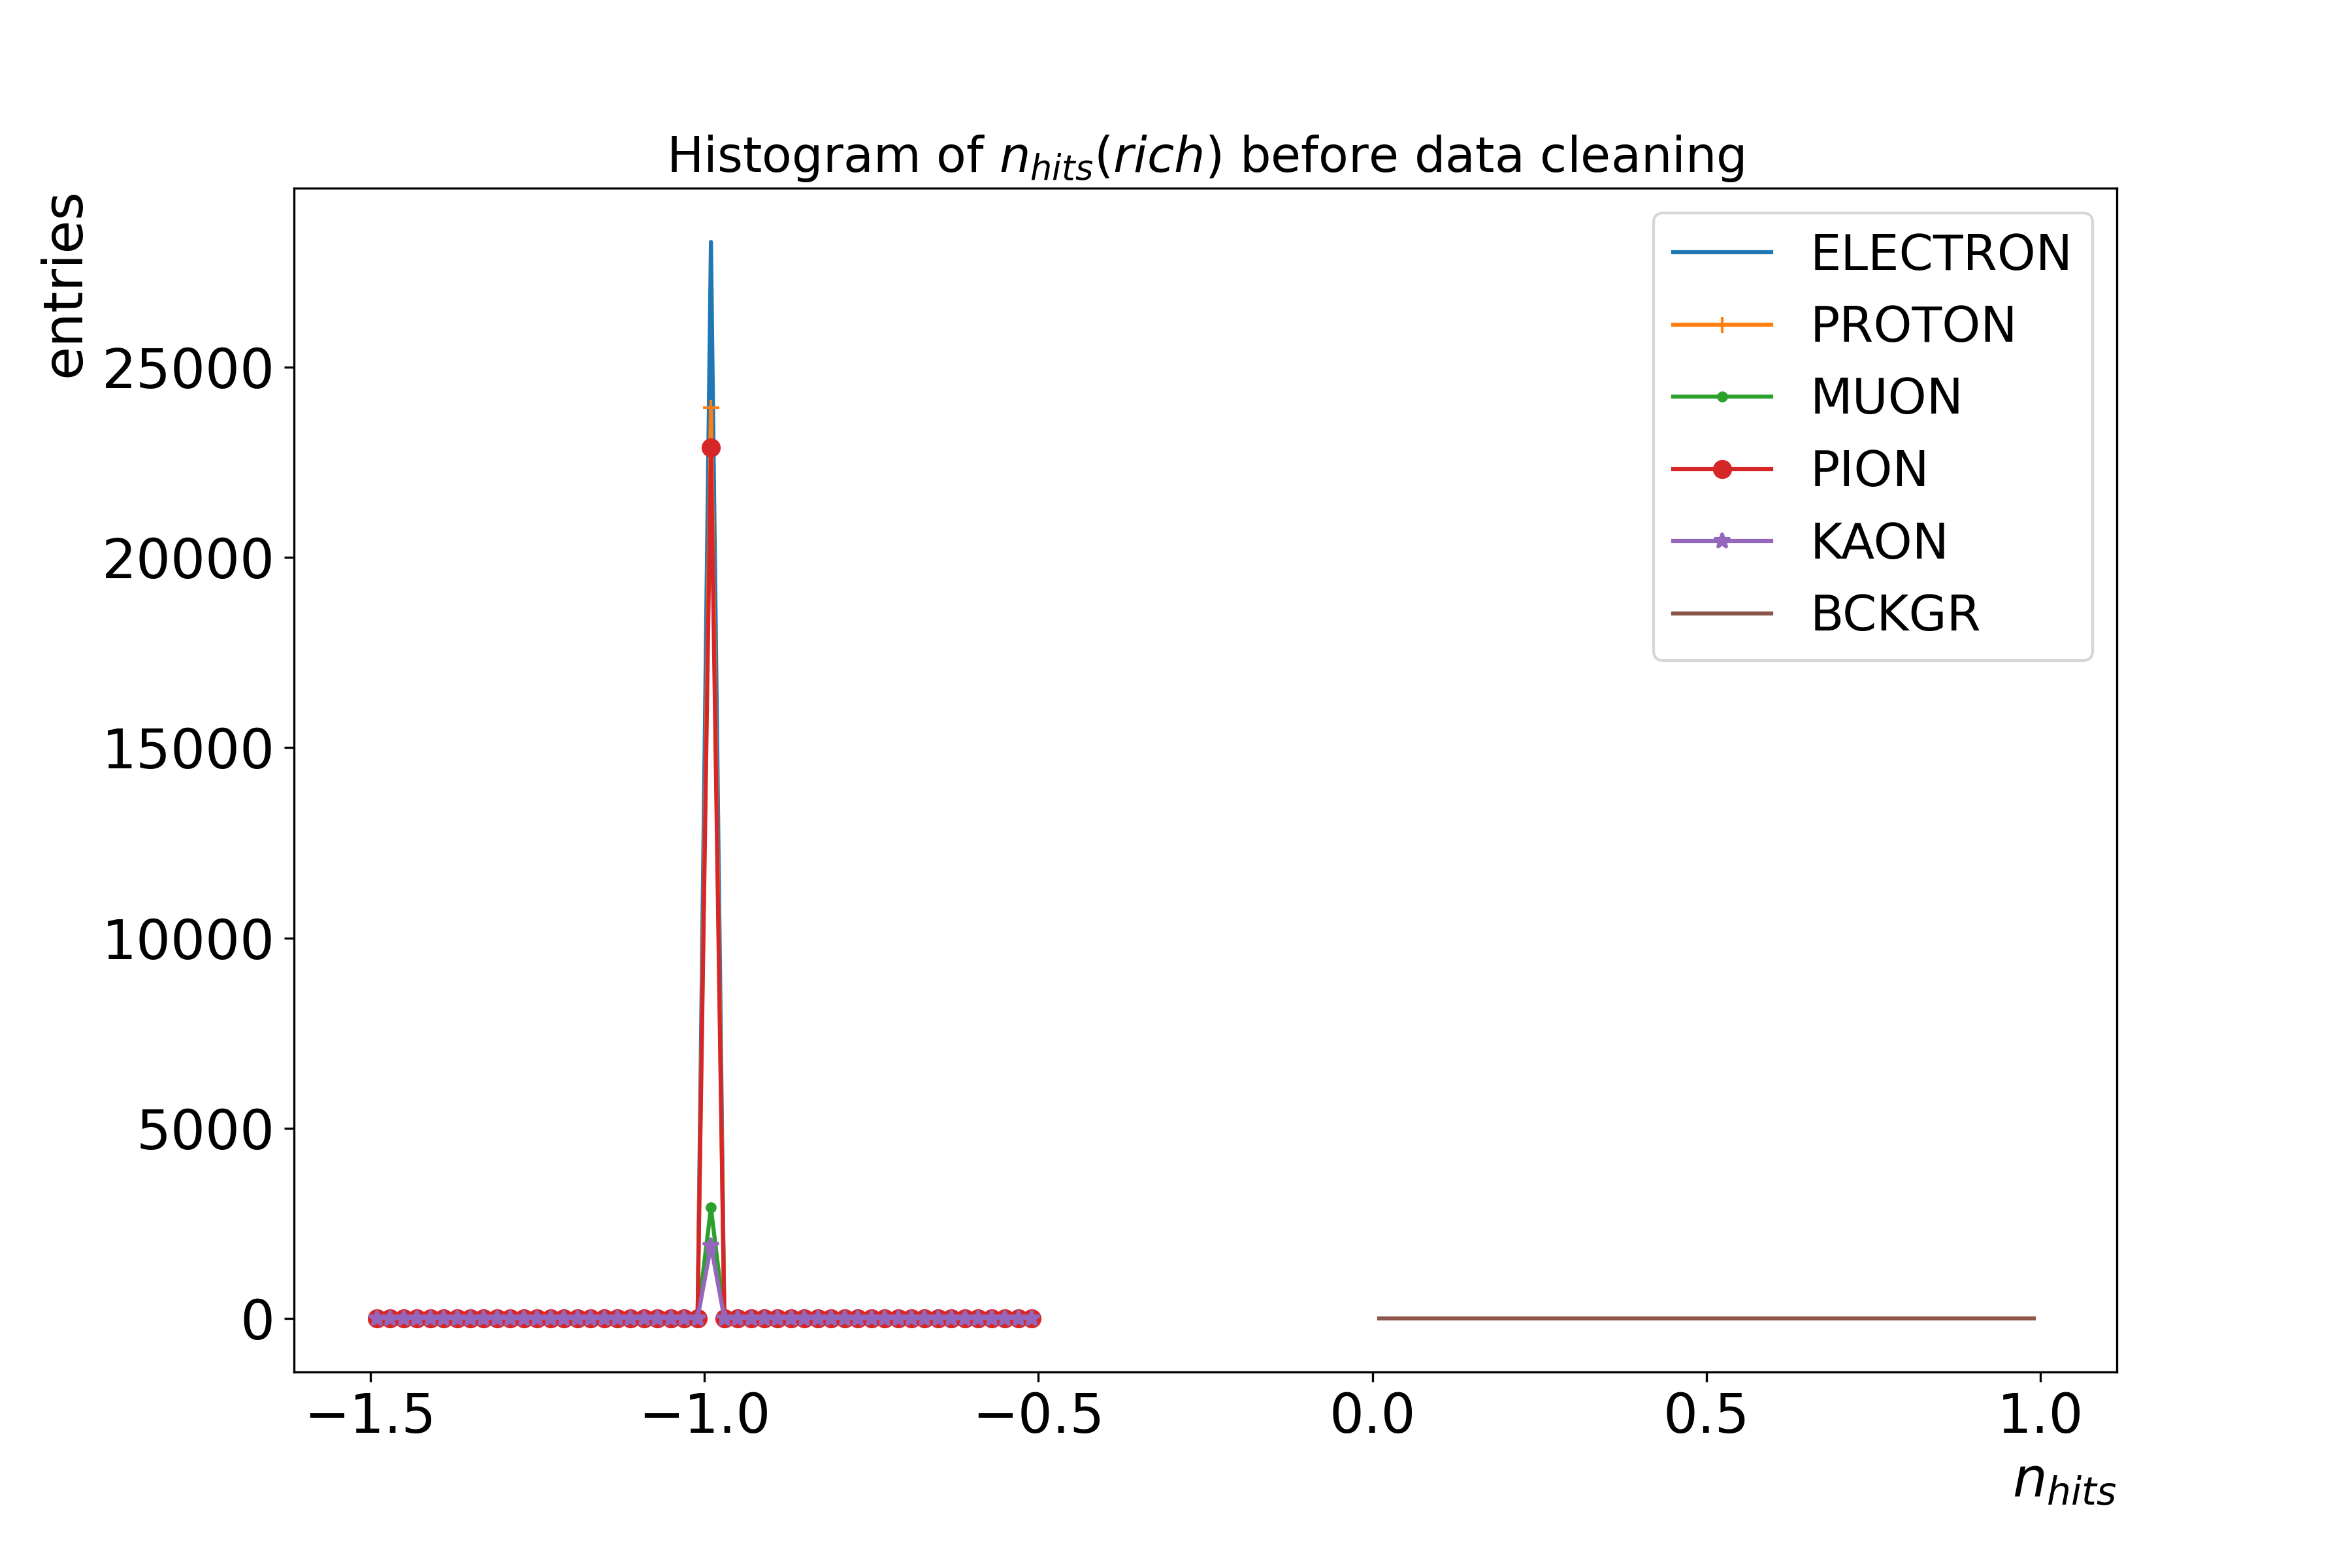 Histogram of n_hits(rich) before data cleaning
entries
25000
20000
15000
10000
5000
0
−1.5 −1.0 −0.5 0.0 0.5 1.0
n_hits
ELECTRON
PROTON
MUON
PION
KAON
BCKGR